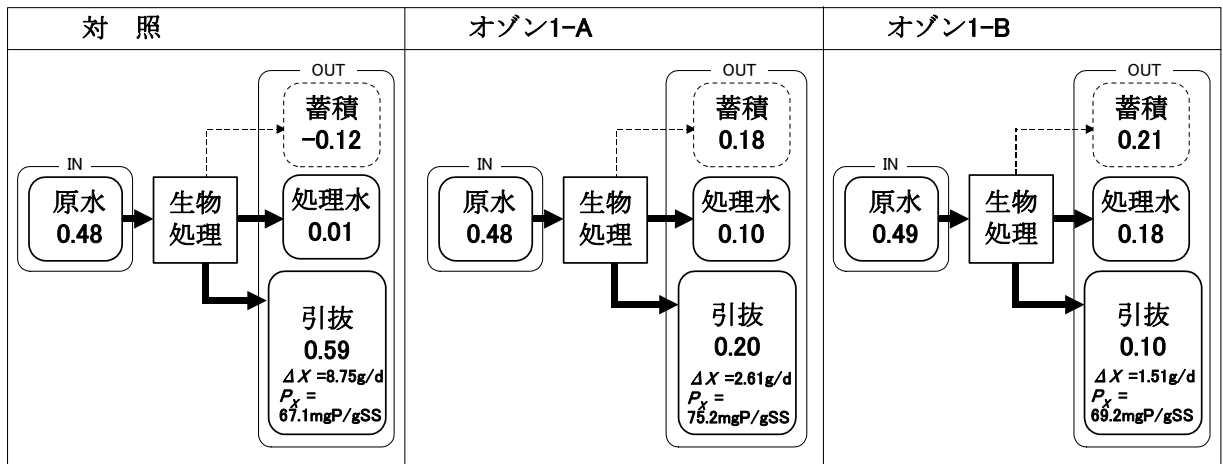 対　照
OUT
蓄積
-0.12
IN
原水
0.48
生物
処理
処理水
0.01
引抜
0.59
ΔX =8.75g/d
PX =
67.1mgP/gSS
オゾン1-A
OUT
蓄積
0.18
IN
原水
0.48
生物
処理
処理水
0.10
引抜
0.20
ΔX =2.61g/d
PX =
75.2mgP/gSS
オゾン1-B
OUT
蓄積
0.21
IN
原水
0.49
生物
処理
処理水
0.18
引抜
0.10
ΔX =1.51g/d
PX =
69.2mgP/gSS